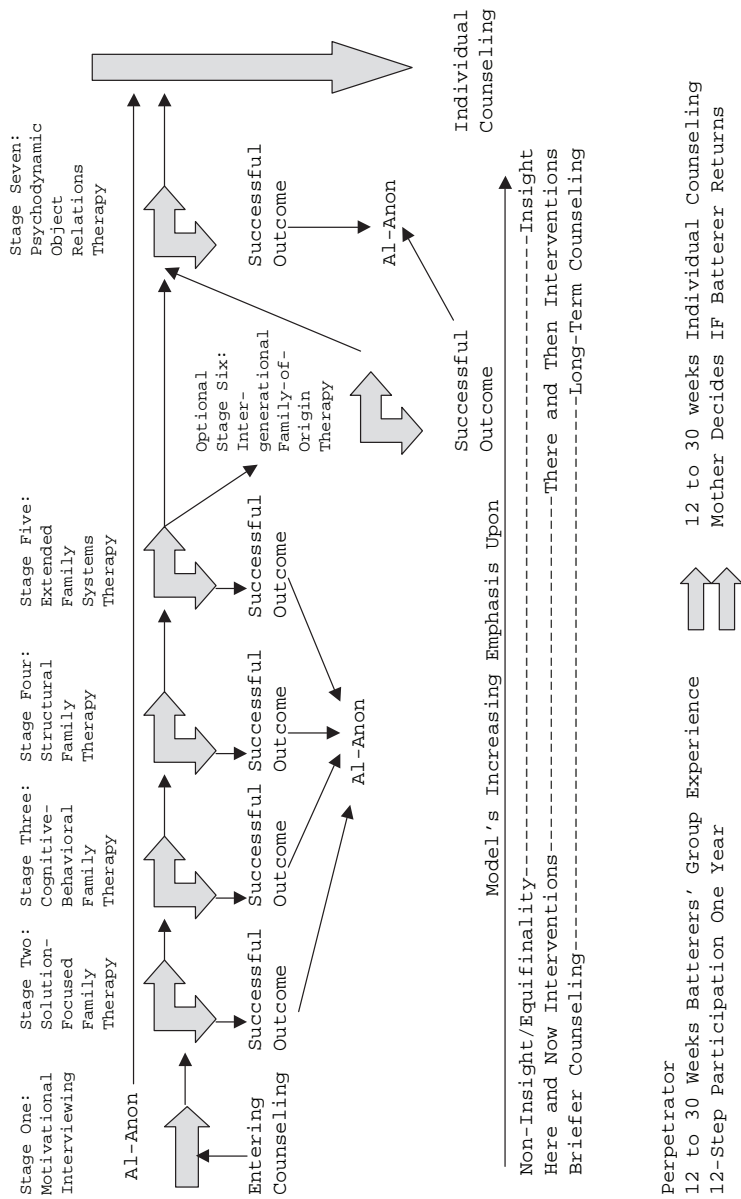 Stage One:
Motivational
Interviewing
Stage Two:
Solution-
Focused
Family
Therapy
Stage Three:
Cognitive-
Behavioral
Family
Therapy
Stage Four:
Structural
Family
Therapy
Stage Five:
Extended
Family
Systems
Therapy
Stage Seven:
Psychodynamic
Object
Relations
Therapy
Al-Anon
Optional
Stage Six:
Inter-
generational
Family-of-
Origin
Therapy
Entering
Counseling
Successful
Outcome
Successful
Outcome
Successful
Outcome
Successful
Outcome
Successful
Outcome
Al-Anon
Successful
Outcome
Al-Anon
Individual
Counseling
Model's Increasing Emphasis Upon
Non-Insight/Equifinality------------------------------Insight
Here and Now Interventions----------There and Then Interventions
Briefer Counseling------------------------------Long-Term Counseling
Perpetrator
12 to 30 Weeks Batterers' Group Experience
12-Step Participation One Year
12 to 30 weeks Individual Counseling
Mother Decides IF Batterer Returns